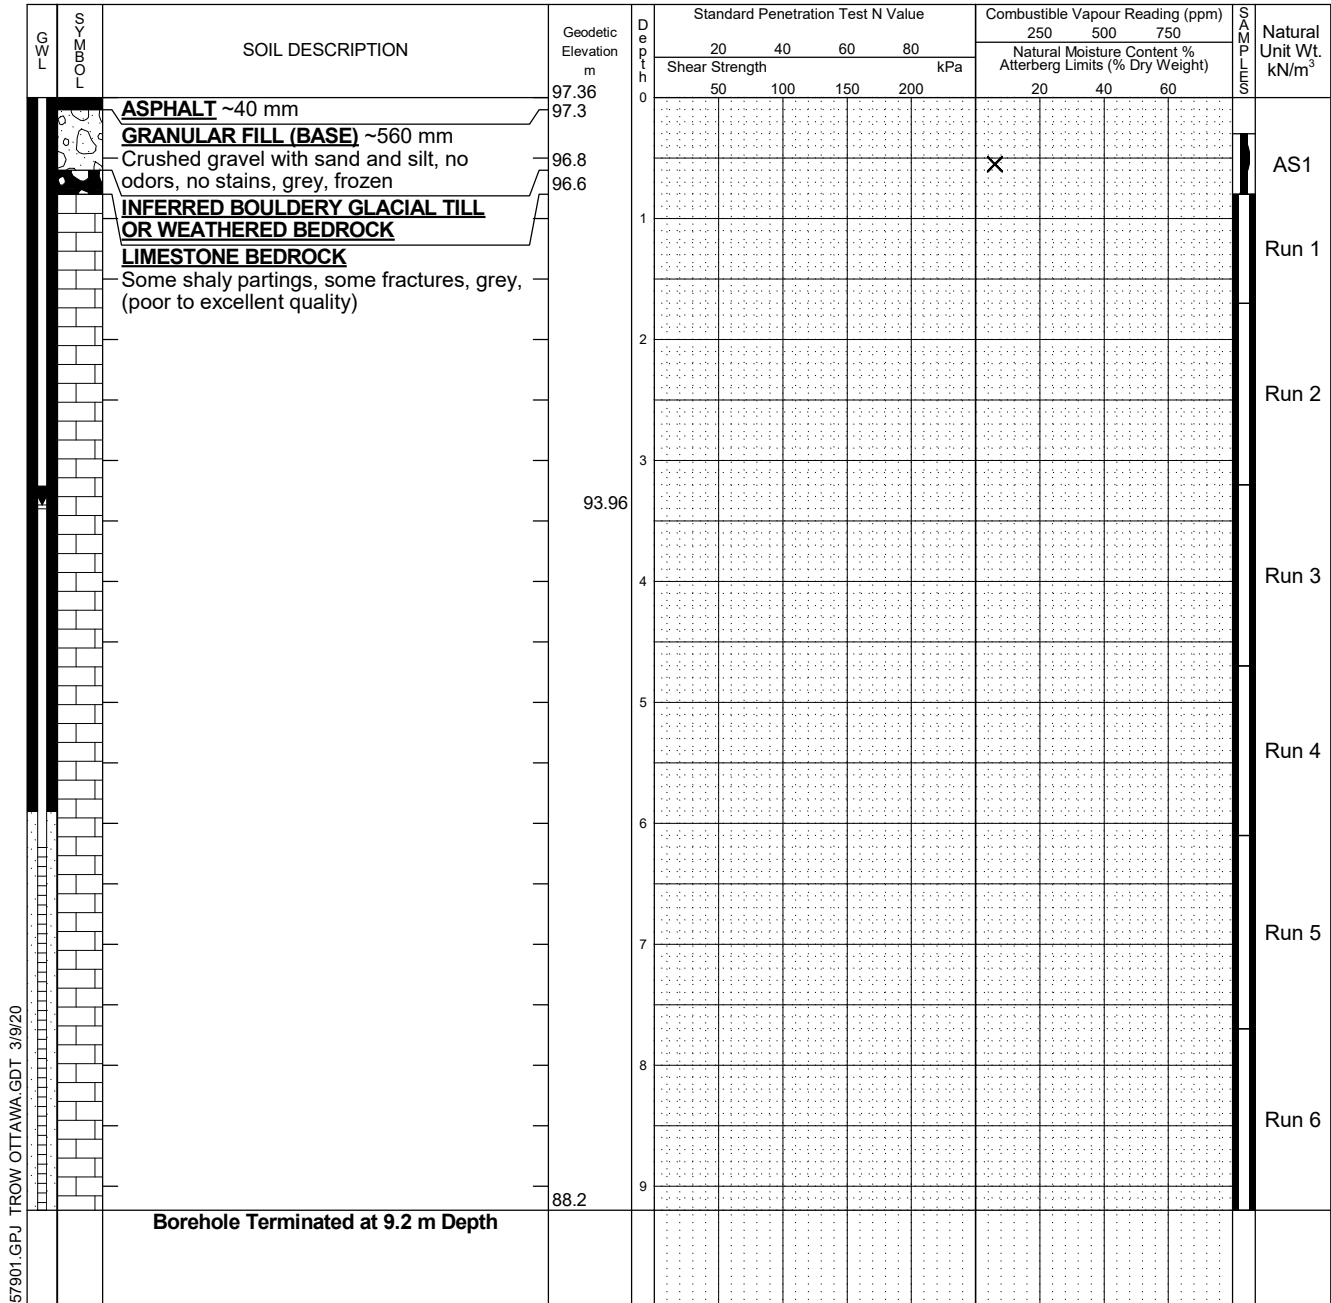 GWL
SYMBOL
SOIL DESCRIPTION
Geodetic
Elevation
m
97.36
Depth
Standard Penetration Test N Value
20 40 60 80
Shear Strength kPa
50 100 150 200
Combustible Vapour Reading (ppm)
250 500 750
Natural Moisture Content %
Atterberg Limits (% Dry Weight)
20 40 60
SAMPLES
Natural
Unit Wt.
kN/m³
0
ASPHALT ~40 mm 97.3
GRANULAR FILL (BASE) ~560 mm
Crushed gravel with sand and silt, no 96.8
odors, no stains, grey, frozen 96.6
AS1
INFERRED BOULDERY GLACIAL TILL
OR WEATHERED BEDROCK
1
LIMESTONE BEDROCK
Run 1
Some shaly partings, some fractures, grey,
(poor to excellent quality)
2
Run 2
3
93.96
Run 3
4
5
Run 4
6
Run 5
7
8
Run 6
9
88.2
Borehole Terminated at 9.2 m Depth
57901.GPJ TROW OTTAWA.GDT 3/9/20